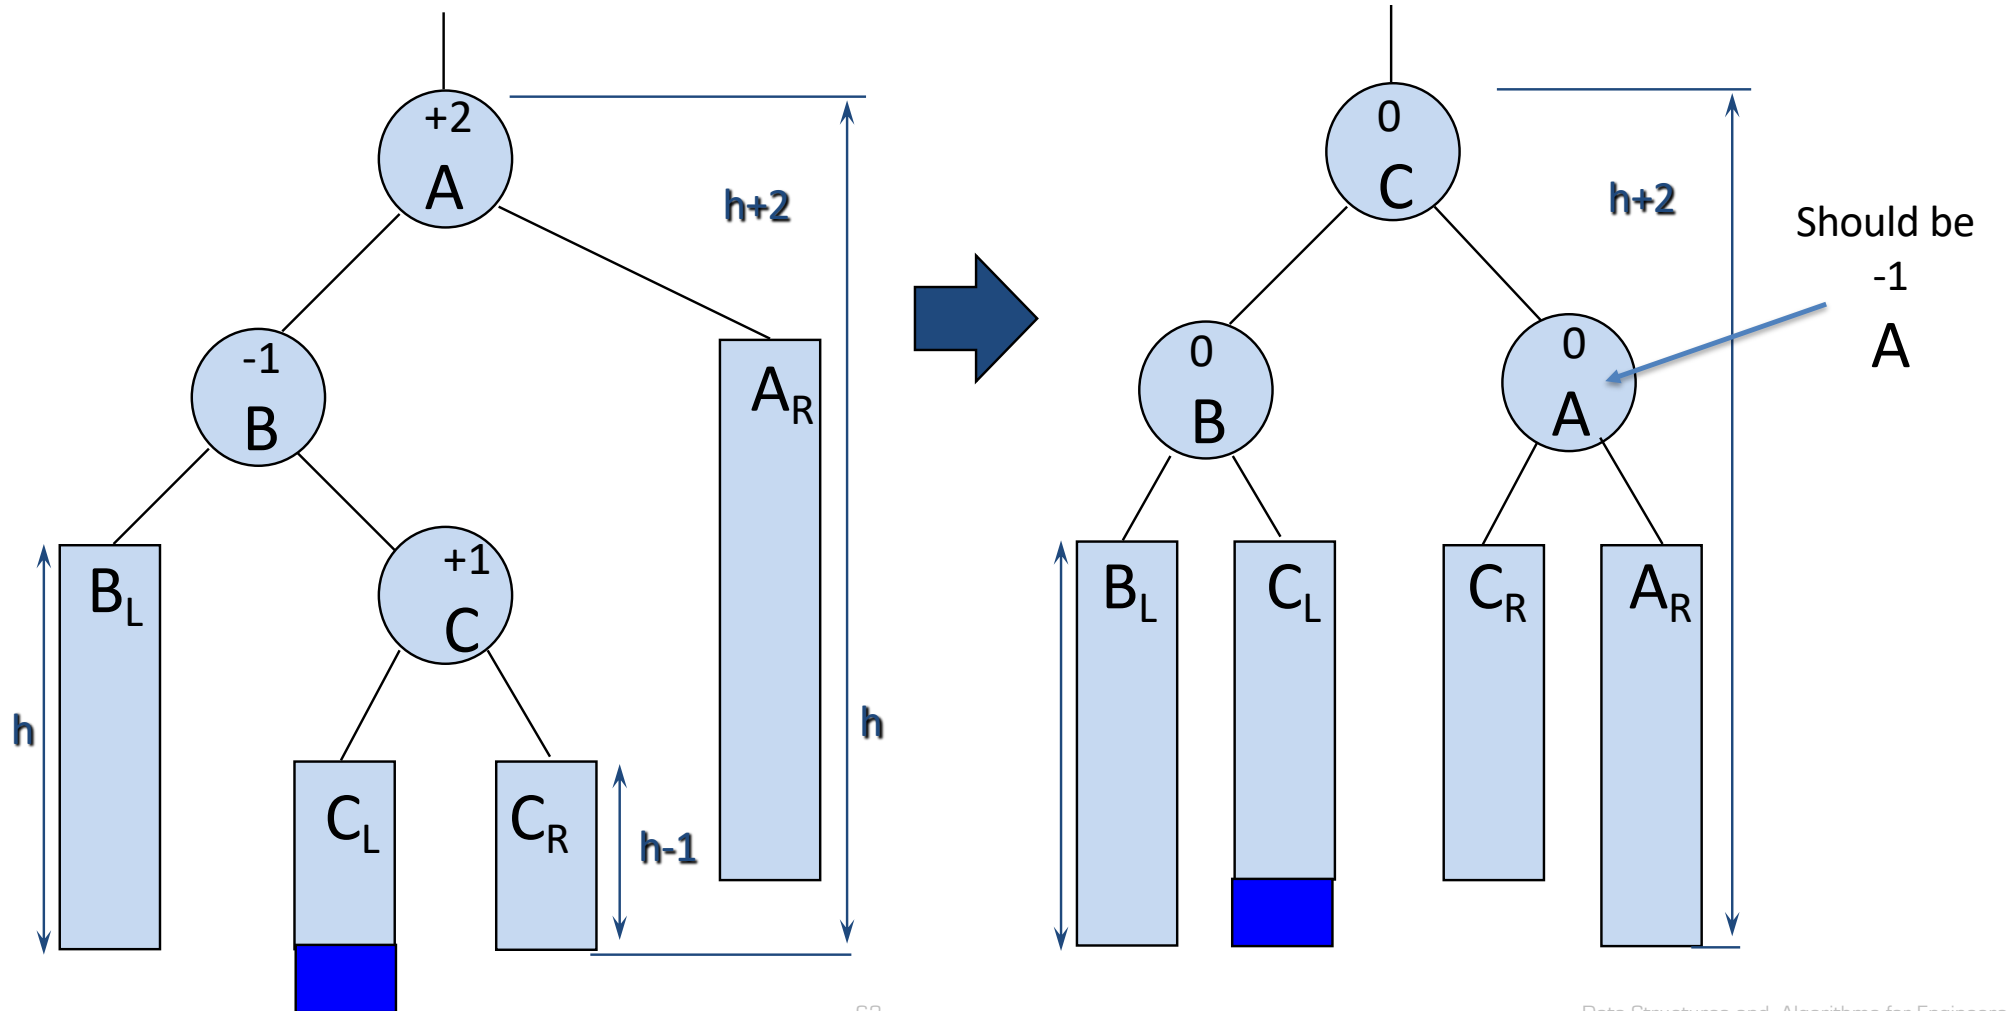 +2
A
h+2
-1
B
A_R
B_L
+1
C
h
C_L
C_R
h-1
h
0
C
h+2
Should be
-1
A
0
B
0
A
B_L
C_L
C_R
A_R